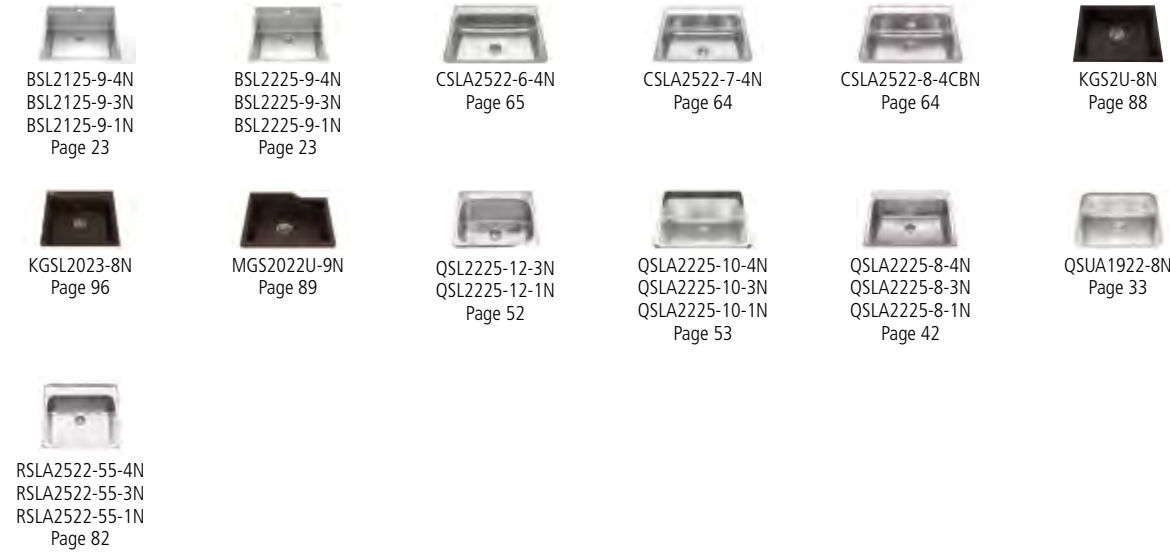 BSL2125-9-4N
BSL2125-9-3N
BSL2125-9-1N
Page 23
BSL2225-9-4N
BSL2225-9-3N
BSL2225-9-1N
Page 23
CSLA2522-6-4N
Page 65
CSLA2522-7-4N
Page 64
CSLA2522-8-4CBN
Page 64
KGS2U-8N
Page 88
KGSL2023-8N
Page 96
MGS2022U-9N
Page 89
QSL2225-12-3N
QSL2225-12-1N
Page 52
QSLA2225-10-4N
QSLA2225-10-3N
QSLA2225-10-1N
Page 53
QSLA2225-8-4N
QSLA2225-8-3N
QSLA2225-8-1N
Page 42
QSUA1922-8N
Page 33
RSLA2522-55-4N
RSLA2522-55-3N
RSLA2522-55-1N
Page 82